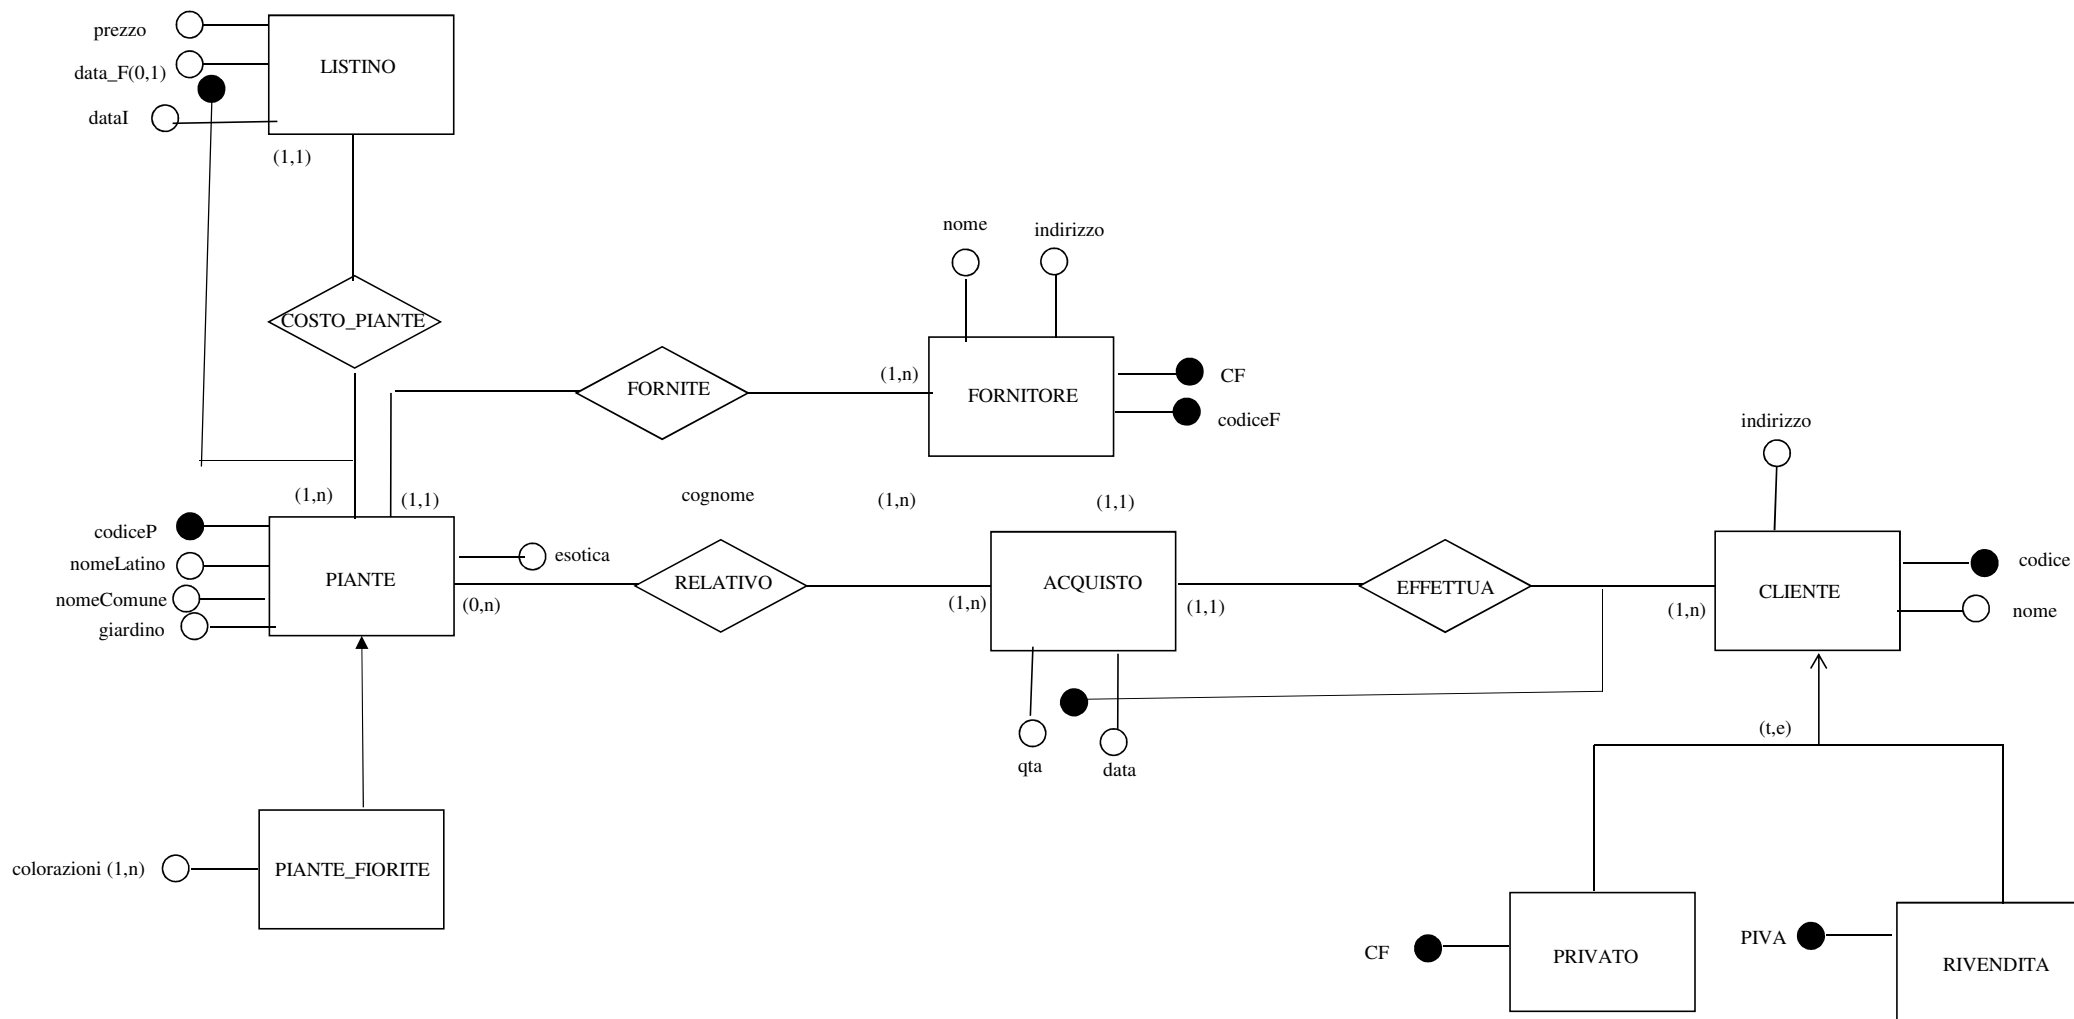 prezzo
LISTINO
data_F(0,1)
dataI
(1,1)
nome
indirizzo
COSTO_PIANTE
FORNITE
(1,n)
FORNITORE
CF
codiceF
indirizzo
(1,n)
(1,1)
cognome
(1,n)
(1,1)
codiceP
nomeLatino
nomeComune
giardino
PIANTE
esotica
(0,n)
RELATIVO
(1,n)
ACQUISTO
(1,1)
EFFETTUA
(1,n)
CLIENTE
codice
nome
qta
data
(t,e)
colorazioni (1,n)
PIANTE_FIORITE
CF
PRIVATO
PIVA
RIVENDITA